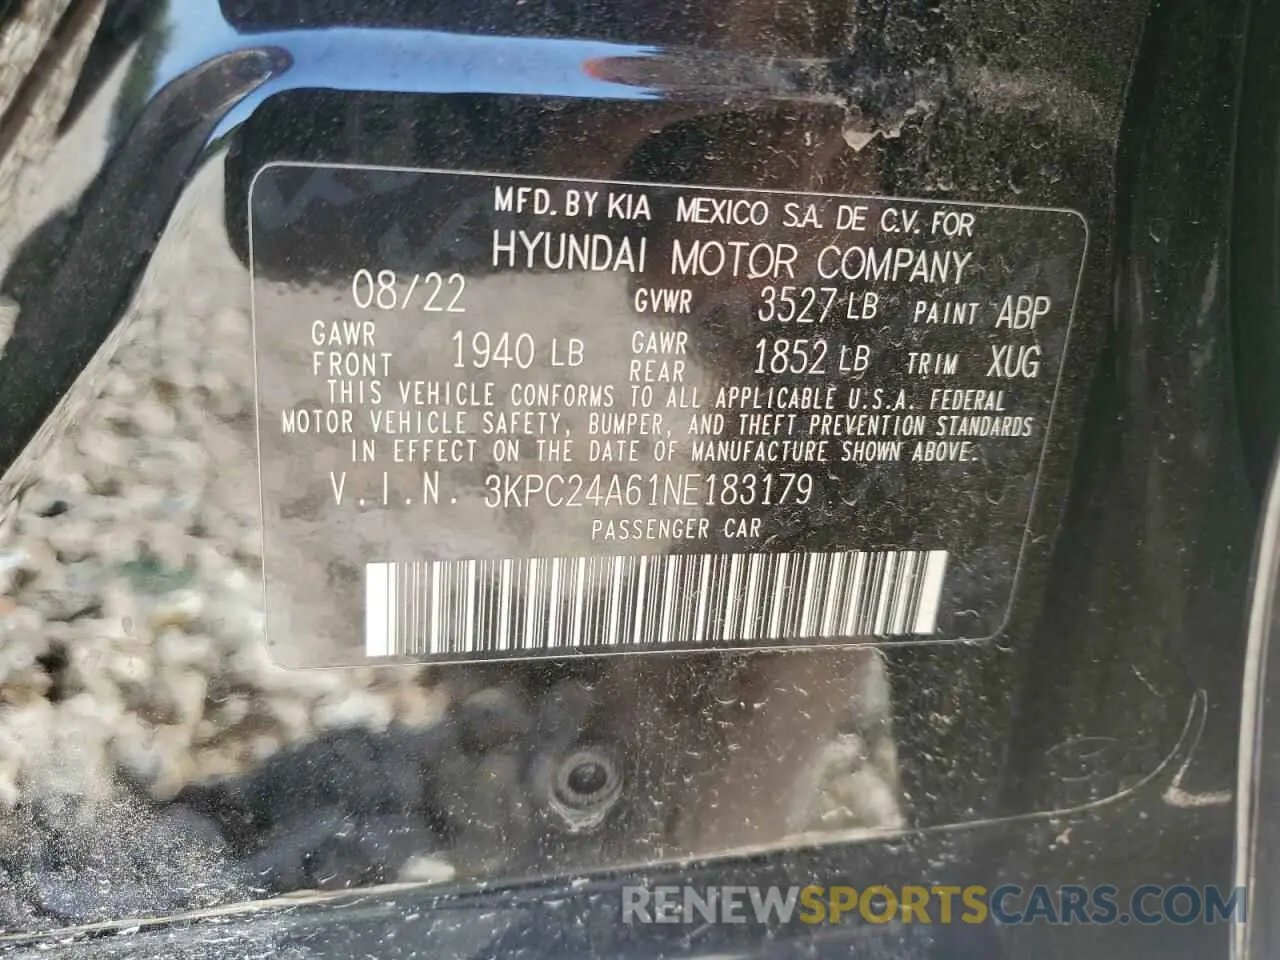 MFD. BY KIA MEXICO S.A. DE C.V. FOR
HYUNDAI MOTOR COMPANY
08/22 GVWR 3527 LB PAINT ABP
GAWR FRONT 1940 LB GAWR REAR 1852 LB TRIM XUG
THIS VEHICLE CONFORMS TO ALL APPLICABLE U.S.A. FEDERAL
MOTOR VEHICLE SAFETY, BUMPER, AND THEFT PREVENTION STANDARDS
IN EFFECT ON THE DATE OF MANUFACTURE SHOWN ABOVE.
V.I.N. 3KPC24A61NE183179
PASSENGER CAR
RENEWSPORTSCARS.COM